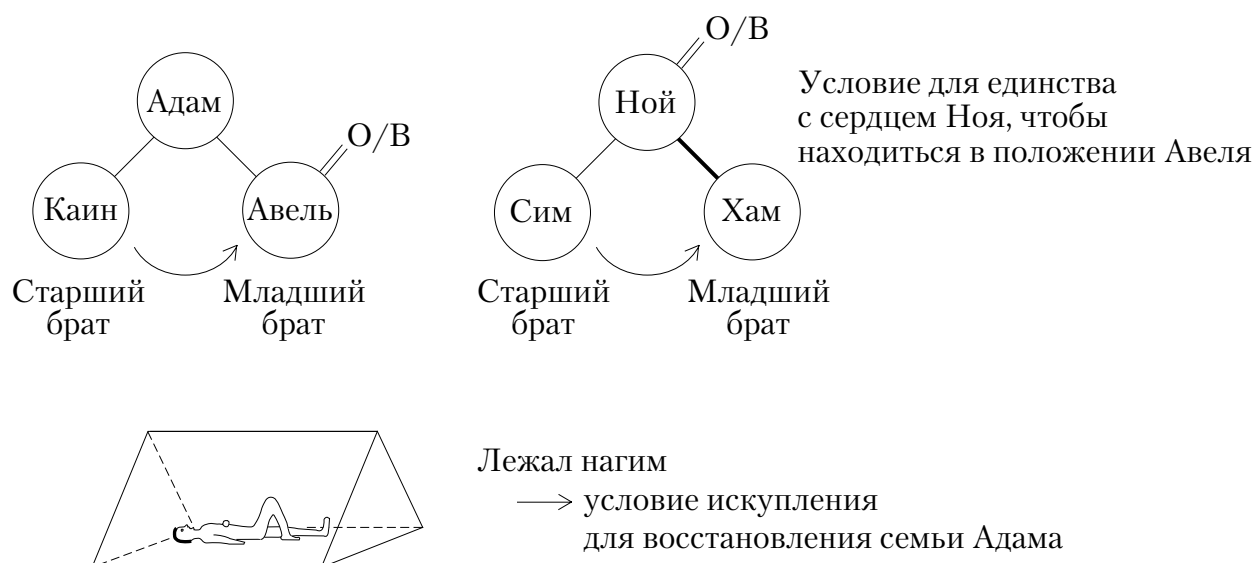 О/В
Адам
Ной
О/В
Каин
Авель
Сим
Хам
Условие для единства
с сердцем Ноя, чтобы
находиться в положении Авеля
Старший
брат
Младший
брат
Старший
брат
Младший
брат
Лежал нагим
условие искупления
для восстановления семьи Адама